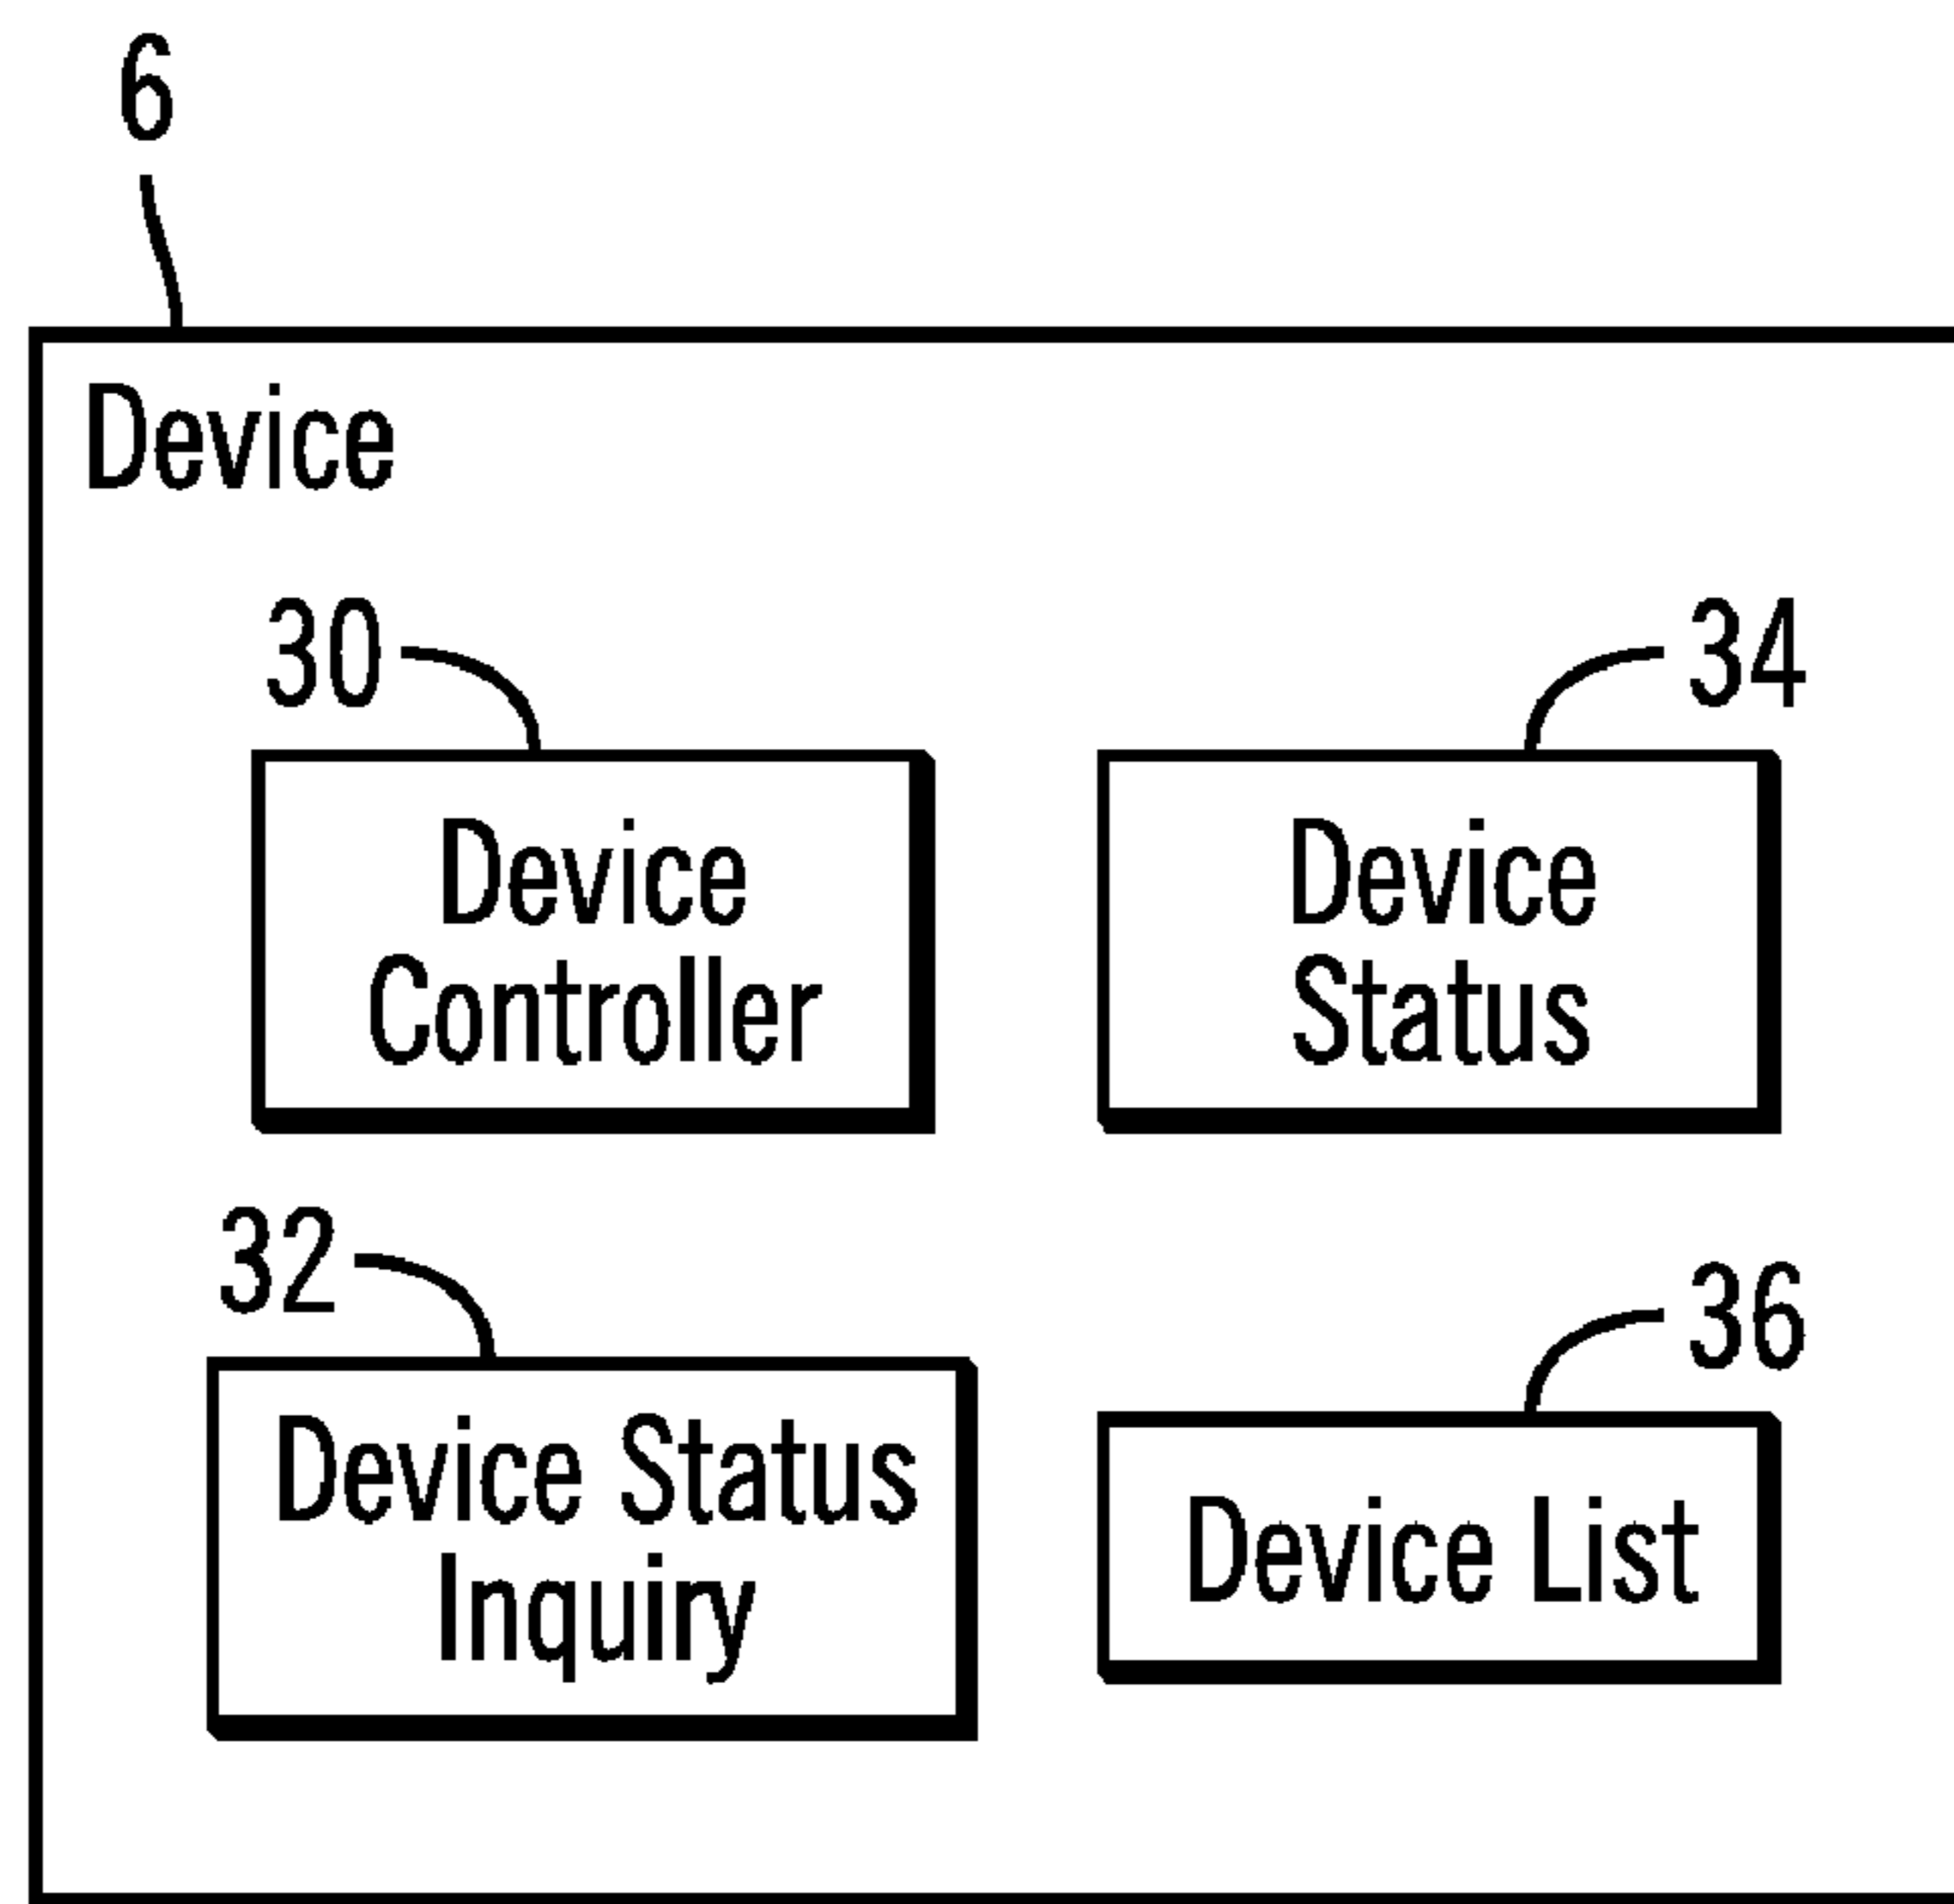 6
Device
30
34
Device
Controller
Device
Status
32
36
Device Status
Inquiry
Device List